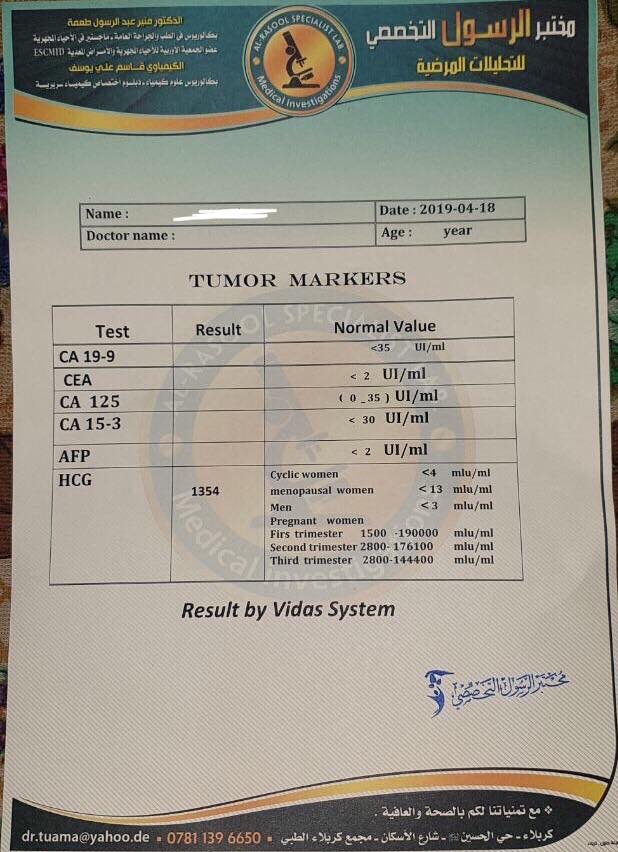 مختبر الرسول التخصصي
للتحليلات المرضية
AL-RASOOL SPECIALIST LAB
Medical Investigations
الدكتور منير عبد الرسول طعمة
بكالوريوس في الطب والجراحة العامة - ماجستير في الأحياء المجهرية
عضو الجمعية الأوربية للأحياء المجهرية والأمراض المعدية ESCMID
الكيمياوي قاسم علي يوسف
بكالوريوس علوم كيمياء - دبلوم اختصاص كيمياء سريرية
Name :
Date : 2019-04-18
Doctor name :
Age : year
TUMOR MARKERS
Test Result Normal Value
CA 19-9 <35 UI/ml
CEA < 2 UI/ml
CA 125 ( 0 _ 35 ) UI/ml
CA 15-3 < 30 UI/ml
AFP < 2 UI/ml
HCG 1354 Cyclic women <4 mlu/ml
menopausal women < 13 mlu/ml
Men < 3 mlu/ml
Pregnant women
Firs trimester 1500 -190000 mlu/ml
Second trimester 2800- 176100 mlu/ml
Third trimester 2800-144400 mlu/ml
AL-RASOOL SPECIALIST LAB
Medical Investigations
Result by Vidas System
مختبر الرسول التخصصي
❖ مع تمنياتنا لكم بالصحة والعافية .
كربلاء - حي الحسين - شارع الأسكان - مجمع كربلاء الطبي • 0781 139 6650 • dr.tuama@yahoo.de